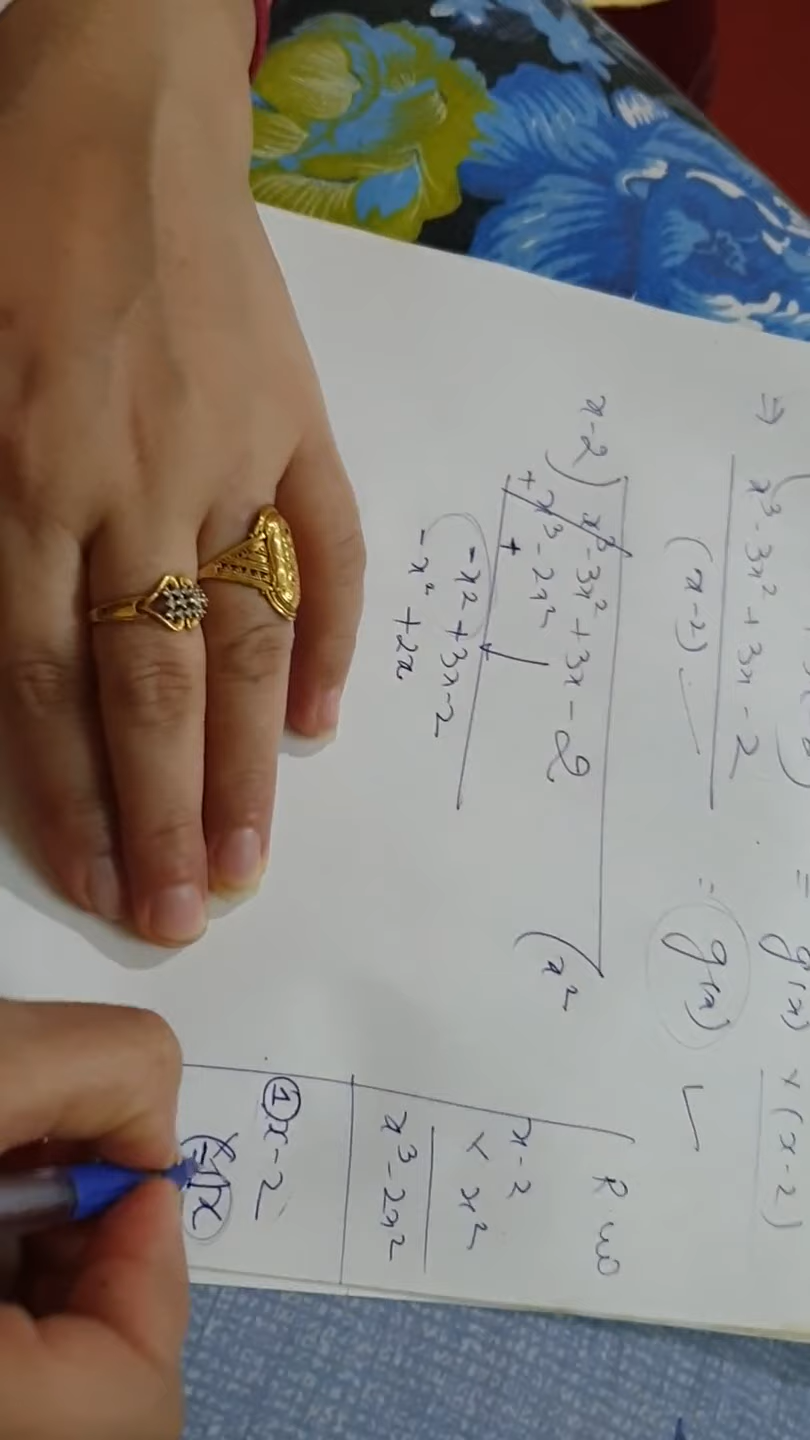 = g(x) × (x-2)
⇒ x³ - 3x² + 3x - 2
(x-2)
= g(x)
x-2) x³ - 3x² + 3x - 2 (x²
+ x³ - 2x²
+
-x² + 3x - 2
-x² + 2x
x-2
× x²
x³ - 2x²
① x - 2